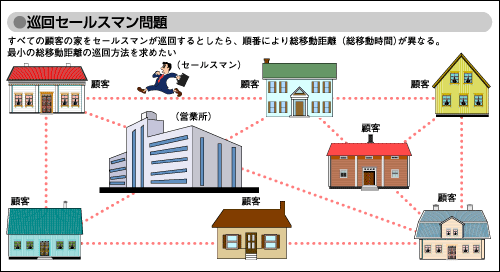 ●巡回セールスマン問題
すべての顧客の家をセールスマンが巡回するとしたら、順番により総移動距離（総移動時間）が異なる。
最小の総移動距離の巡回方法を求めたい
（セールスマン）
顧客
顧客
顧客
（営業所）
顧客
顧客
顧客
顧客